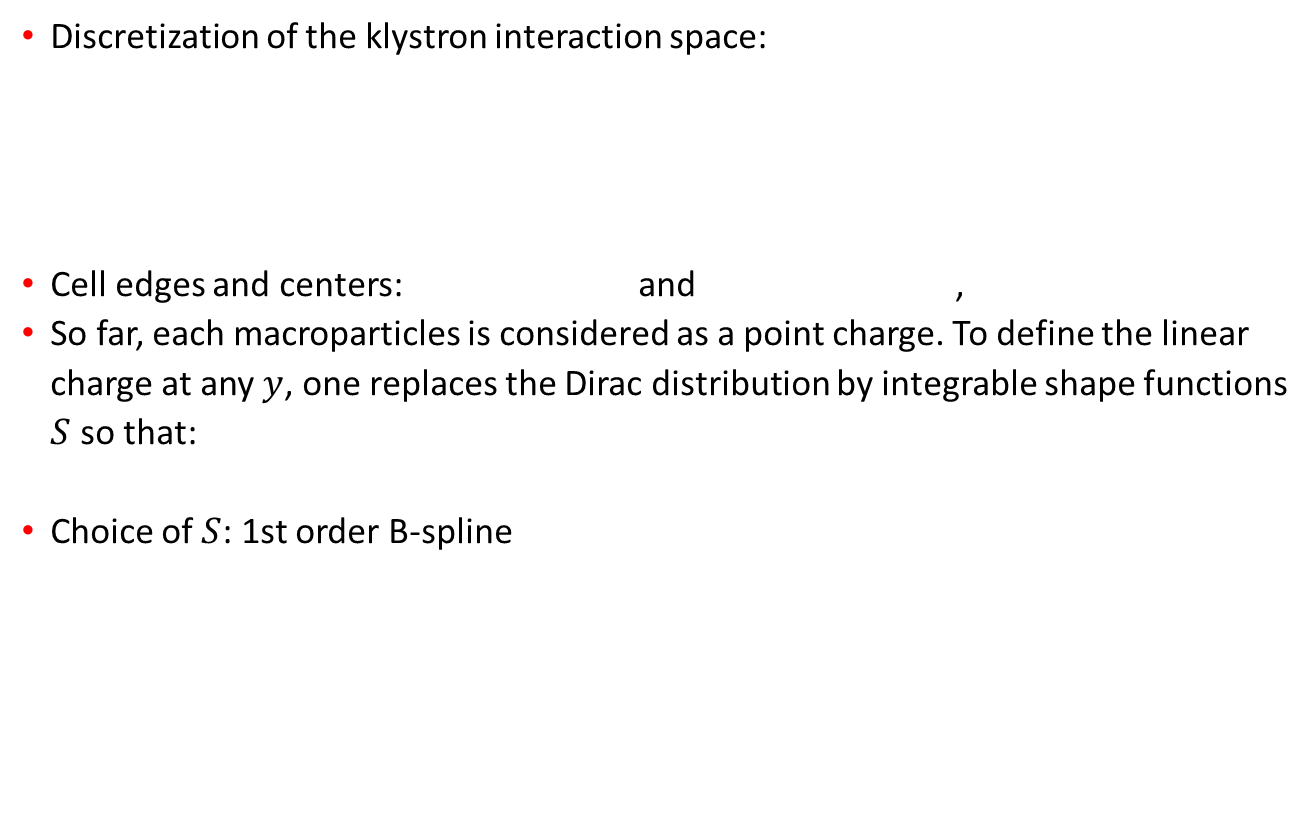 • Discretization of the klystron interaction space:
• Cell edges and centers: and ,
• So far, each macroparticles is considered as a point charge. To define the linear
charge at any 𝑦, one replaces the Dirac distribution by integrable shape functions
𝑆 so that:
• Choice of 𝑆: 1st order B-spline